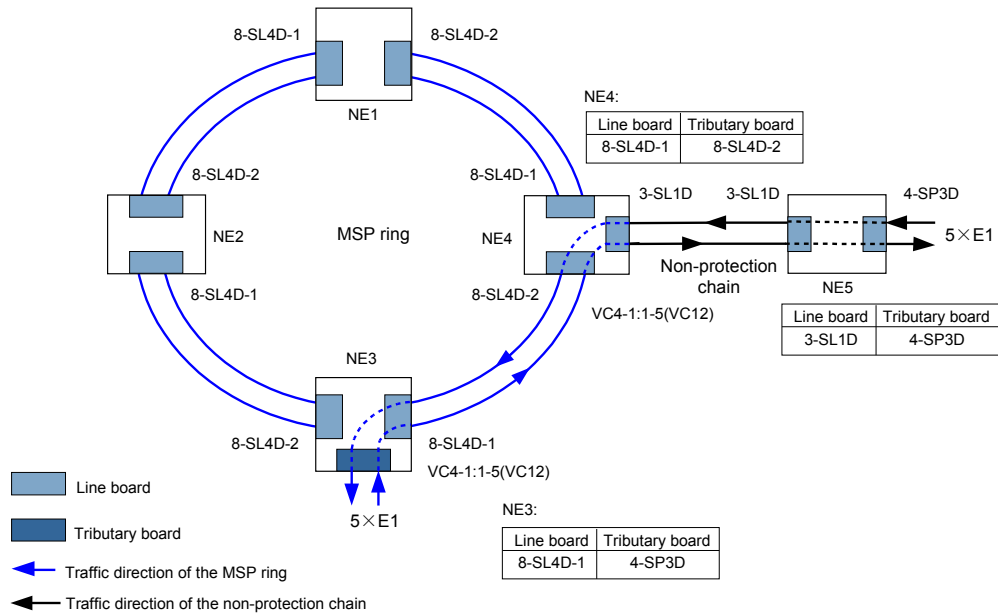 8-SL4D-1
8-SL4D-2
NE1
NE4:
Line board Tributary board
8-SL4D-1 8-SL4D-2
8-SL4D-2
8-SL4D-1
3-SL1D
3-SL1D
4-SP3D
NE2
MSP ring
NE4
5×E1
Non-protection
chain
8-SL4D-1
8-SL4D-2
NE5
VC4-1:1-5(VC12)
Line board Tributary board
3-SL1D 4-SP3D
NE3
8-SL4D-2
8-SL4D-1
VC4-1:1-5(VC12)
5×E1
NE3:
Line board Tributary board
8-SL4D-1 4-SP3D
Line board
Tributary board
Traffic direction of the MSP ring
Traffic direction of the non-protection chain